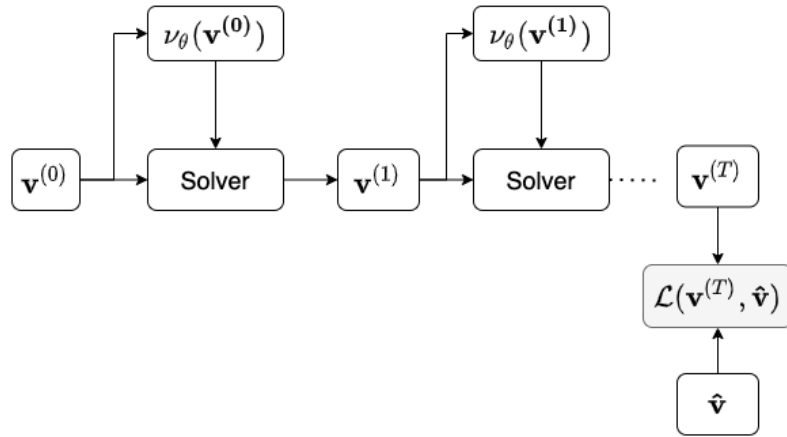 ν_θ(𝐯^(𝟎))
ν_θ(𝐯^(𝟏))
𝐯^(0)
Solver
𝐯^(1)
Solver
𝐯^(T)
ℒ(𝐯^(T), 𝐯̂)
𝐯̂